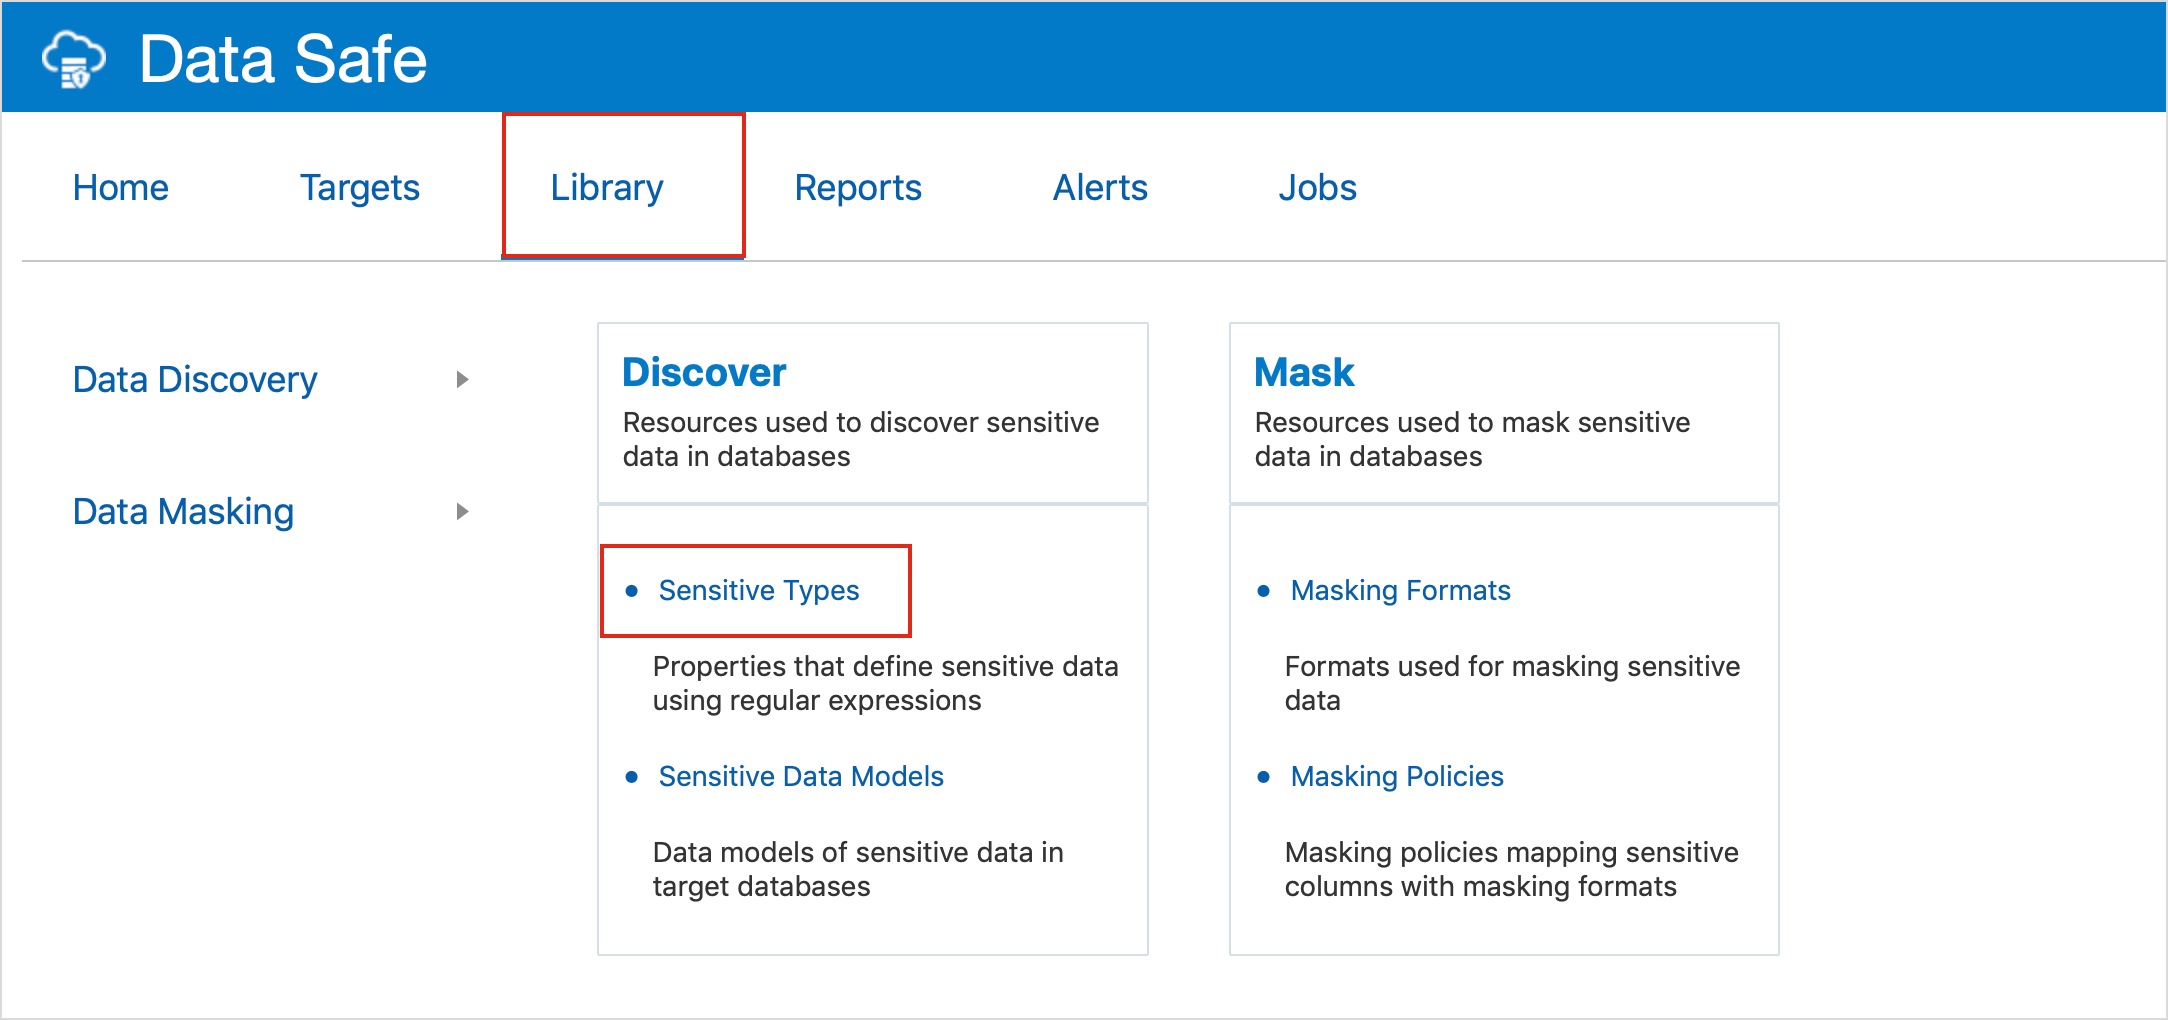 Data Safe
Home Targets Library Reports Alerts Jobs
Data Discovery
Data Masking
Discover
Resources used to discover sensitive
data in databases
• Sensitive Types
Properties that define sensitive data
using regular expressions
• Sensitive Data Models
Data models of sensitive data in
target databases
Mask
Resources used to mask sensitive
data in databases
• Masking Formats
Formats used for masking sensitive
data
• Masking Policies
Masking policies mapping sensitive
columns with masking formats